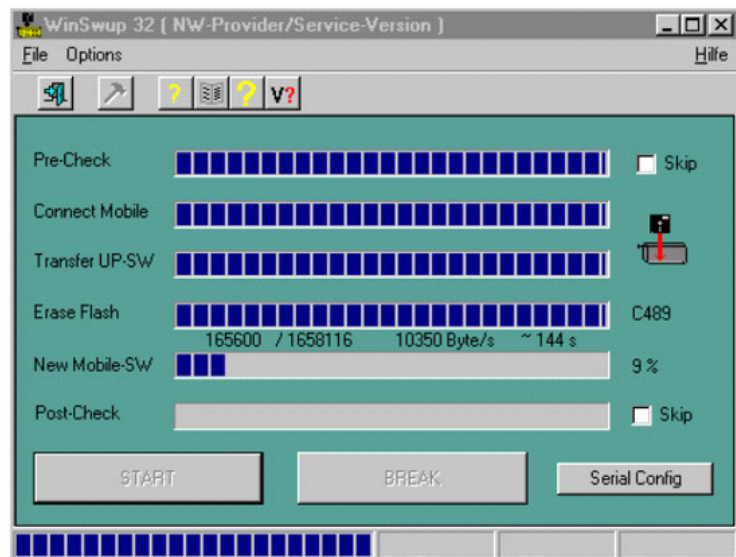 WinSwup 32 ( NW-Provider/Service-Version )
File Options Hilfe
? ? V?
Pre-Check Skip
Connect Mobile
Transfer UP-SW
Erase Flash C489
165600 / 1658116 10350 Byte/s ~ 144 s
New Mobile-SW 9 %
Post-Check Skip
START BREAK Serial Config